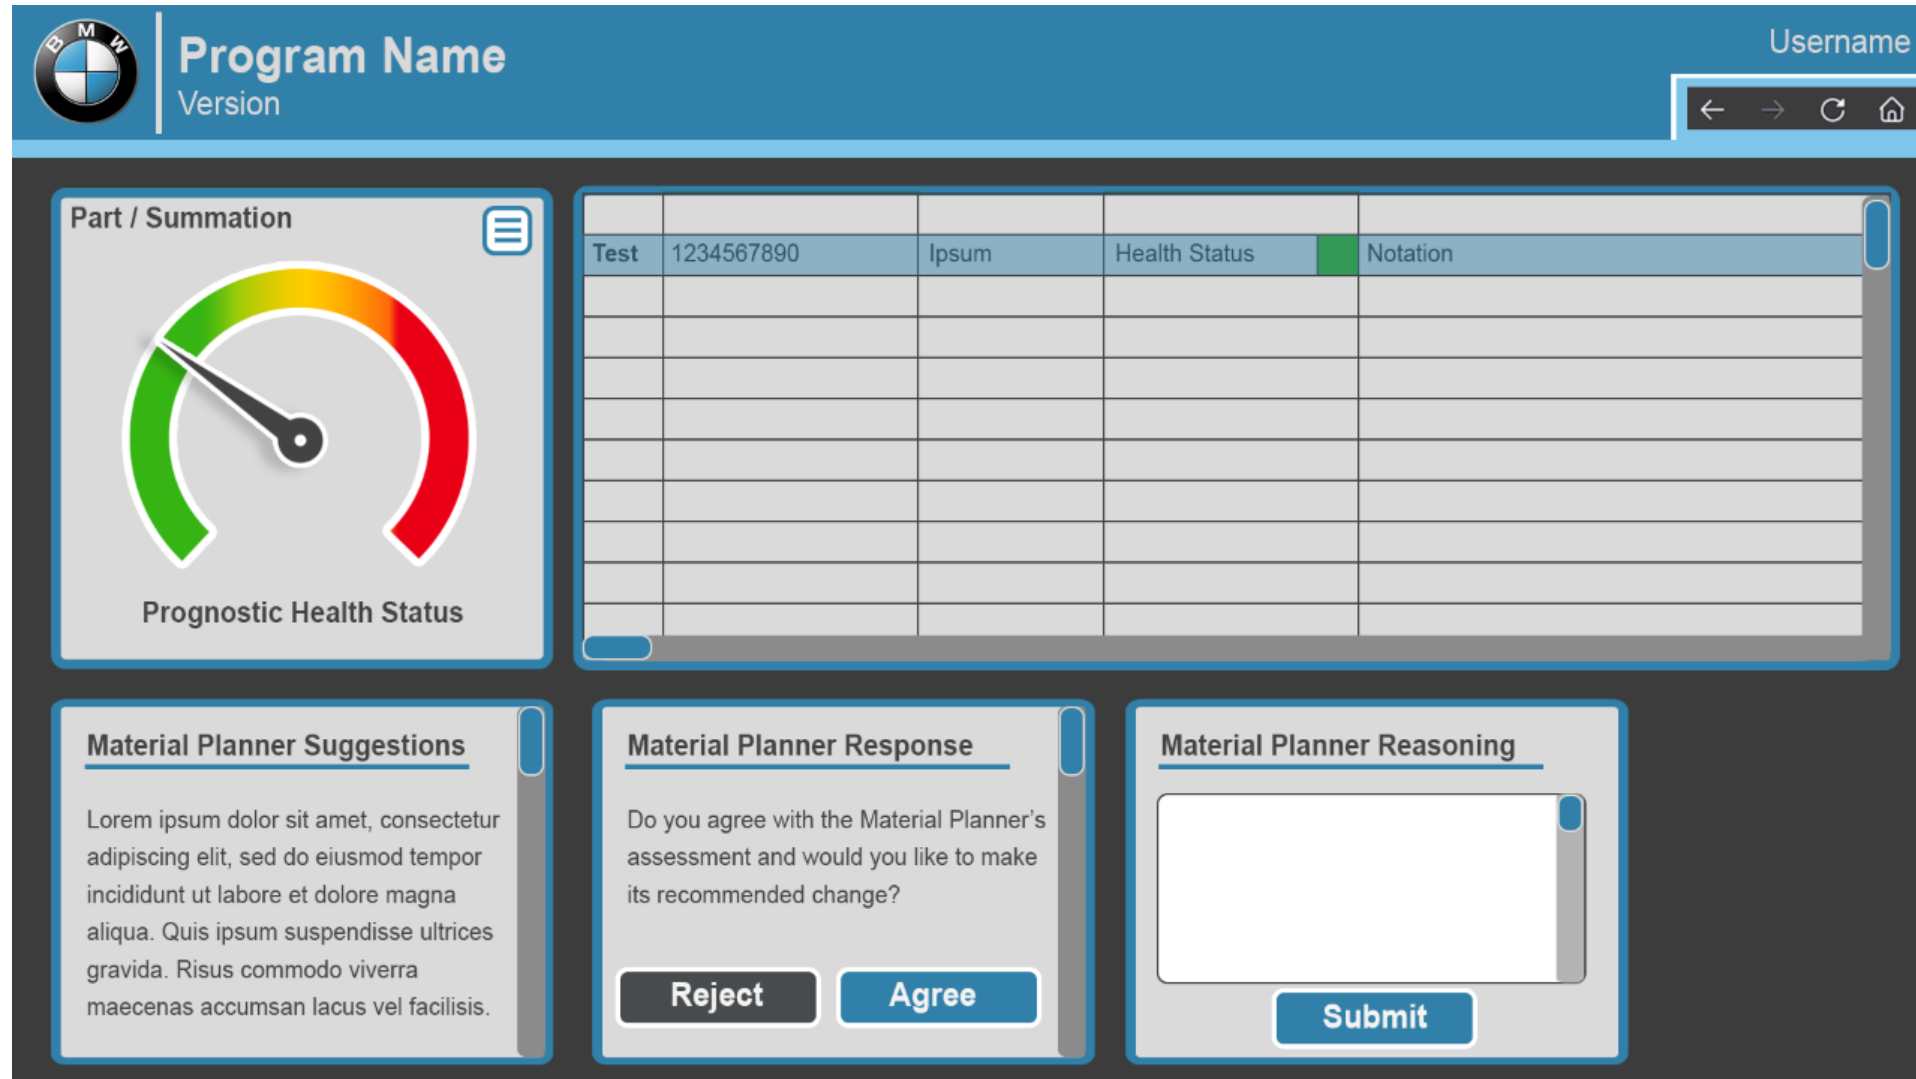 BMW
Program Name
Version
Username
Part / Summation
Prognostic Health Status
Test 1234567890 Ipsum Health Status Notation
Material Planner Suggestions
Lorem ipsum dolor sit amet, consectetur
adipiscing elit, sed do eiusmod tempor
incididunt ut labore et dolore magna
aliqua. Quis ipsum suspendisse ultrices
gravida. Risus commodo viverra
maecenas accumsan lacus vel facilisis.
Material Planner Response
Do you agree with the Material Planner’s
assessment and would you like to make
its recommended change?
Reject
Agree
Material Planner Reasoning
Submit